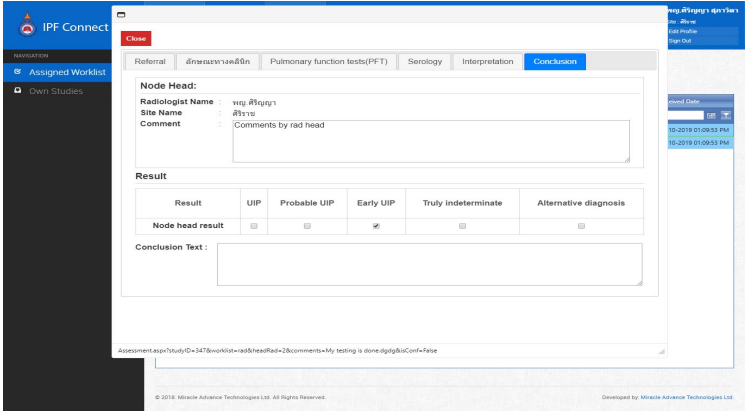 IPF Connect
พญ.ศิริญญา สุภาวิตา
Site : ศิริราช
Edit Profile
Sign Out
NAVIGATION
Assigned Worklist
Own Studies
Close
Referral ลักษณะทางคลินิก Pulmonary function tests(PFT) Serology Interpretation Conclusion
Node Head:
Radiologist Name : พญ.ศิริญญา
Site Name : ศิริราช
Comment : Comments by rad head
Result
Result UIP Probable UIP Early UIP Truly indeterminate Alternative diagnosis
Node head result
Conclusion Text :
eived Date
10-2019 01:09:53 PM
10-2019 01:09:53 PM
Assessment.aspx?studyID=347&worklist=rad&headRad=2&comments=My testing is done.dgdg&isConf=False
© 2018. Miracle Advance Technologies Ltd. All Rights Reserved.
Developed by: Miracle Advance Technologies Ltd.